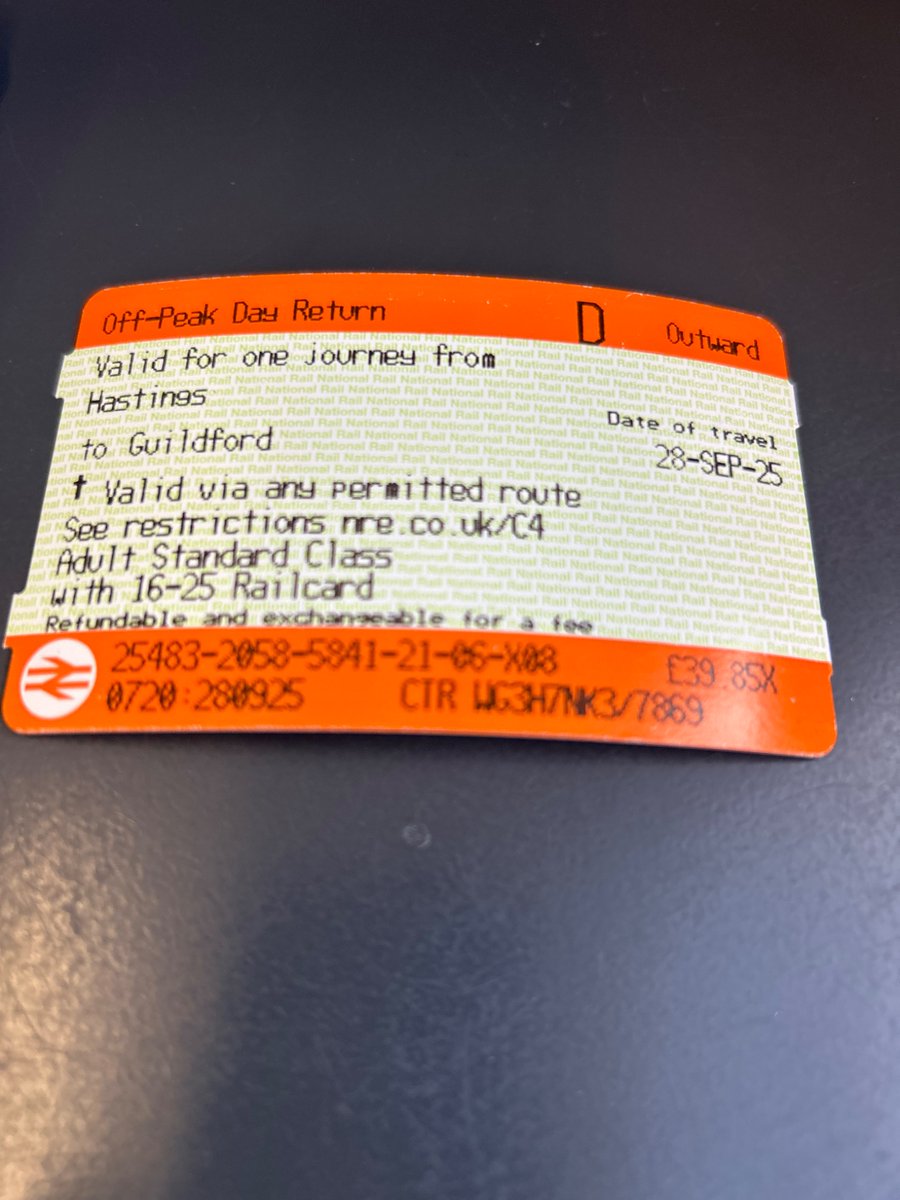 Off-Peak Day Return D Outward
Valid for one journey from
Hastings
to Guildford
Date of travel
28-SEP-25
† Valid via any permitted route
See restrictions nre.co.uk/C4
Adult Standard Class
with 16-25 Railcard
Refundable and exchangeable for a fee
25483-2058-5841-21-06-X08 £39.85X
0720:280925 CTR WG3H7NK3/7869